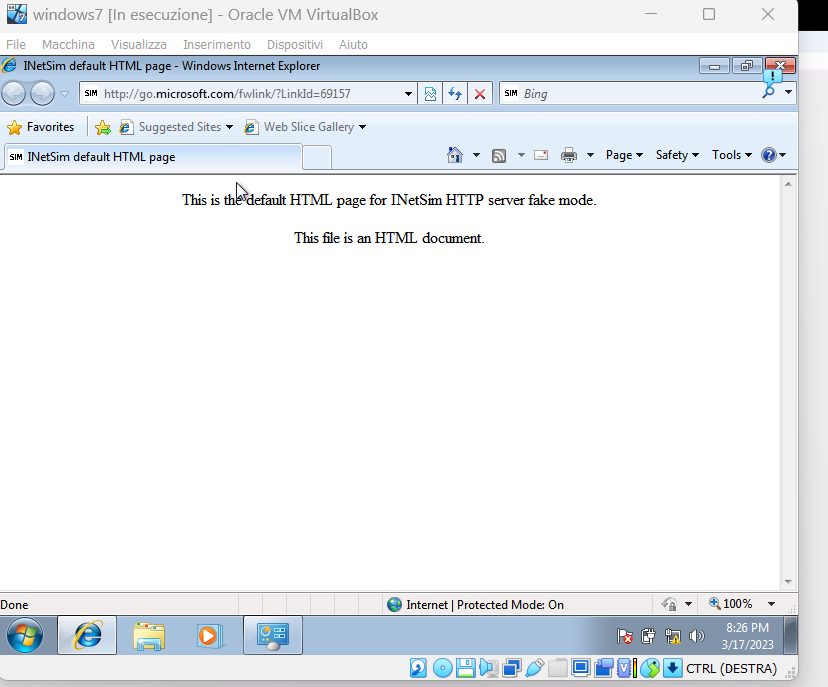 windows7 [In esecuzione] - Oracle VM VirtualBox
File Macchina Visualizza Inserimento Dispositivi Aiuto
INetSim default HTML page - Windows Internet Explorer
SIM http://go.microsoft.com/fwlink/?LinkId=69157 SIM Bing
Favorites Suggested Sites Web Slice Gallery
SIM INetSim default HTML page Page Safety Tools
This is the default HTML page for INetSim HTTP server fake mode.
This file is an HTML document.
Done Internet | Protected Mode: On 100%
8:26 PM
3/17/2023
CTRL (DESTRA)